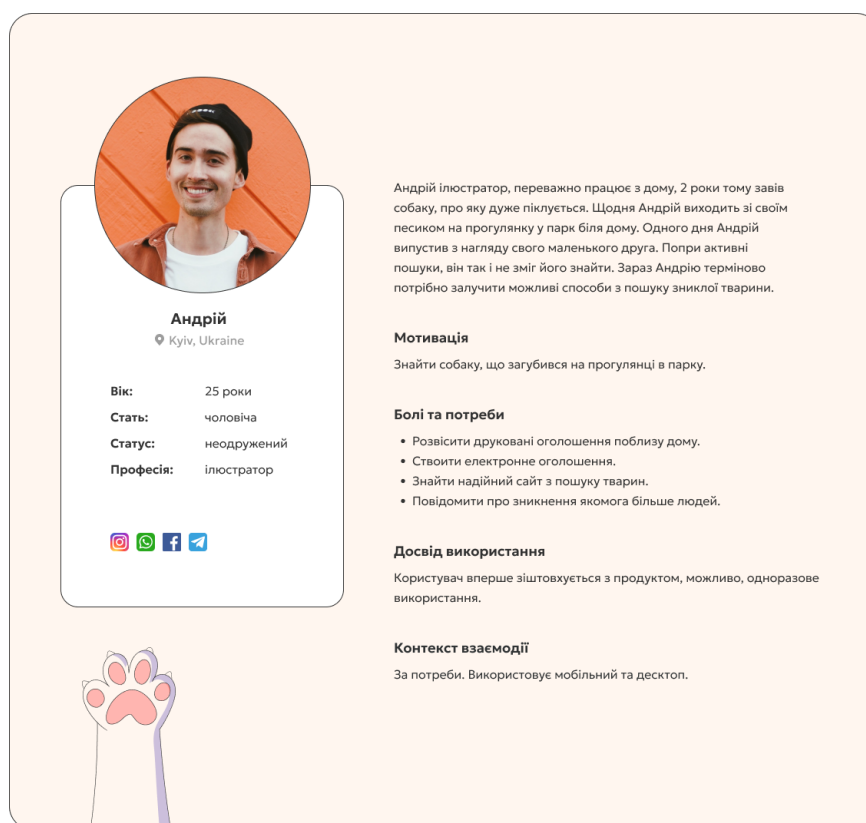 Андрій
Kyiv, Ukraine
Вік: 25 роки
Стать: чоловіча
Статус: неодружений
Професія: ілюстратор
Андрій ілюстратор, переважно працює з дому, 2 роки тому завів
собаку, про яку дуже піклується. Щодня Андрій виходить зі своїм
песиком на прогулянку у парк біля дому. Одного дня Андрій
випустив з нагляду свого маленького друга. Попри активні
пошуки, він так і не зміг його знайти. Зараз Андрію терміново
потрібно залучити можливі способи з пошуку зниклої тварини.
Мотивація
Знайти собаку, що загубився на прогулянці в парку.
Болі та потреби
• Розвісити друковані оголошення поблизу дому.
• Ствоити електронне оголошення.
• Знайти надійний сайт з пошуку тварин.
• Повідомити про зникнення якомога більше людей.
Досвід використання
Користувач вперше зіштовхується з продуктом, можливо, одноразове
використання.
Контекст взаємодії
За потреби. Використовує мобільний та десктоп.